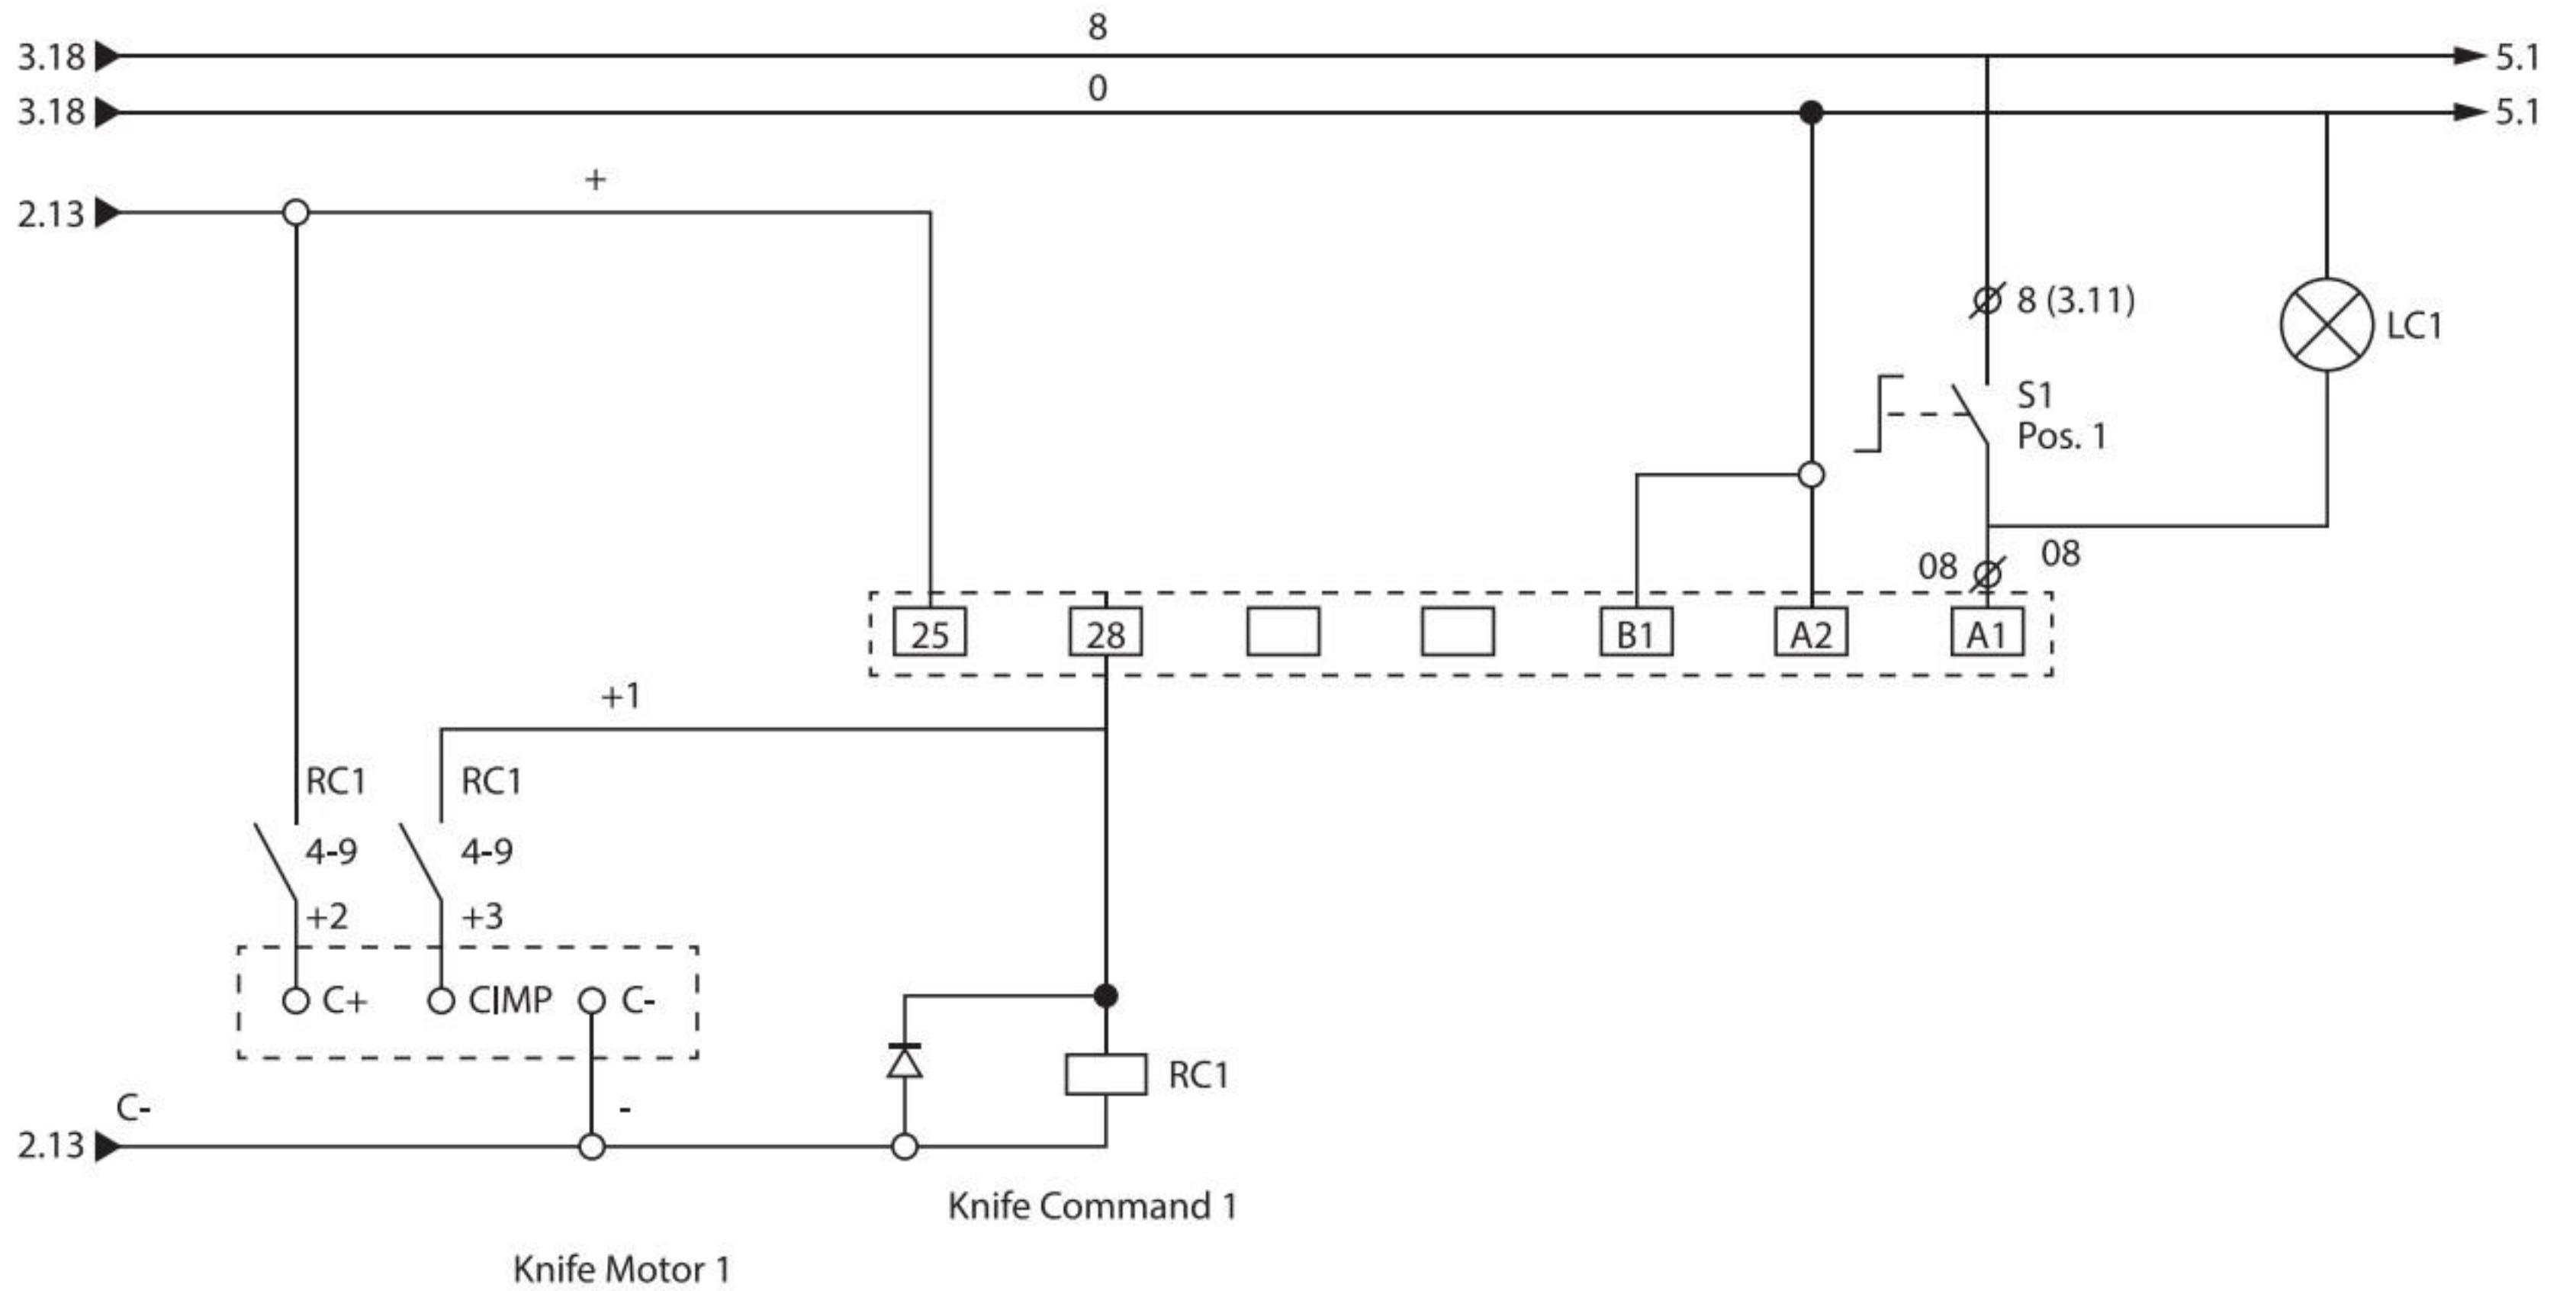 8
3.18 5.1
0
3.18 5.1
+
2.13
8 (3.11)
LC1
S1
Pos. 1
08 08
25 28 B1 A2 A1
+1
RC1 RC1
4-9 4-9
+2 +3
C+ CIMP C-
RC1
C- -
2.13
Knife Command 1
Knife Motor 1